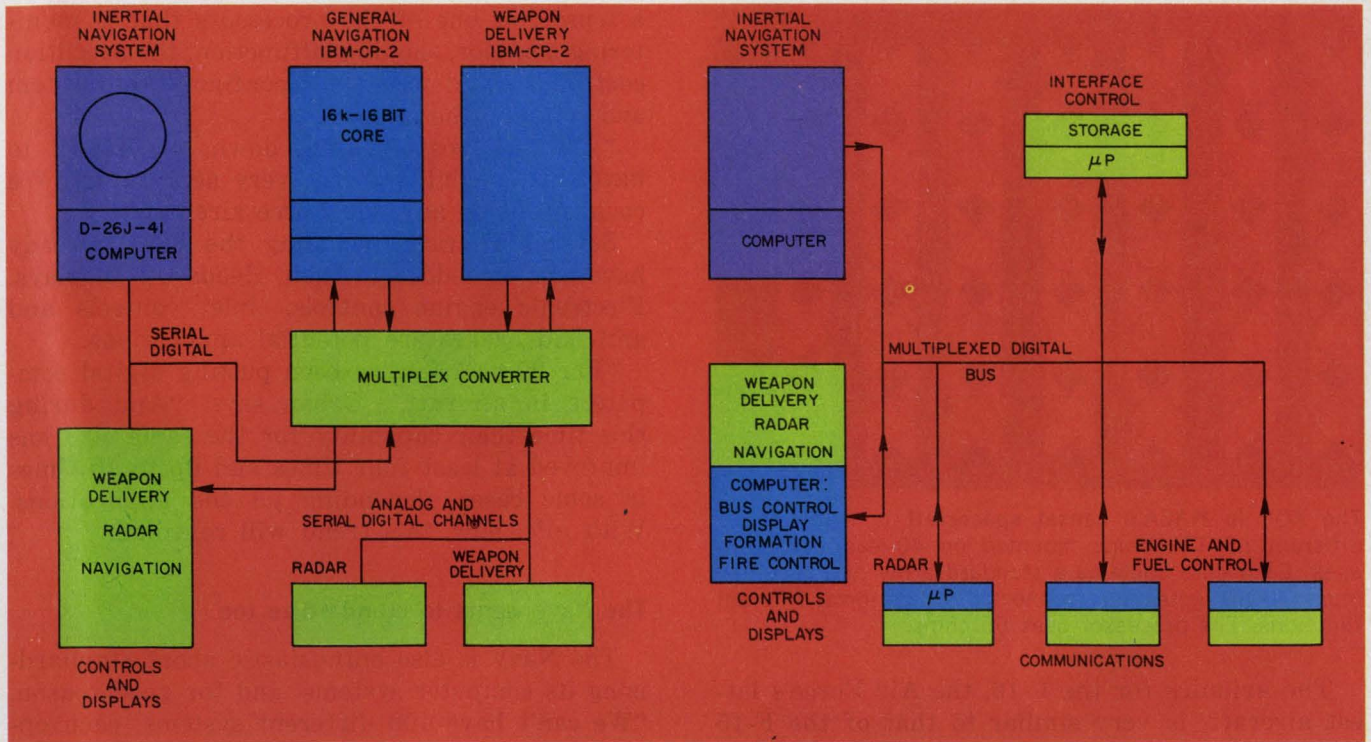 INERTIAL
NAVIGATION
SYSTEM
GENERAL
NAVIGATION
IBM-CP-2
WEAPON
DELIVERY
IBM-CP-2
16k-16BIT
CORE
D-26J-41
COMPUTER
SERIAL
DIGITAL
MULTIPLEX CONVERTER
WEAPON
DELIVERY
RADAR
NAVIGATION
ANALOG AND
SERIAL DIGITAL CHANNELS
RADAR
WEAPON
DELIVERY
CONTROLS
AND
DISPLAYS
INERTIAL
NAVIGATION
SYSTEM
COMPUTER
INTERFACE
CONTROL
STORAGE
μP
MULTIPLEXED DIGITAL
BUS
WEAPON
DELIVERY
RADAR
NAVIGATION
COMPUTER:
BUS CONTROL
DISPLAY
FORMATION
FIRE CONTROL
CONTROLS
AND
DISPLAYS
RADAR
μP
COMMUNICATIONS
ENGINE AND
FUEL CONTROL